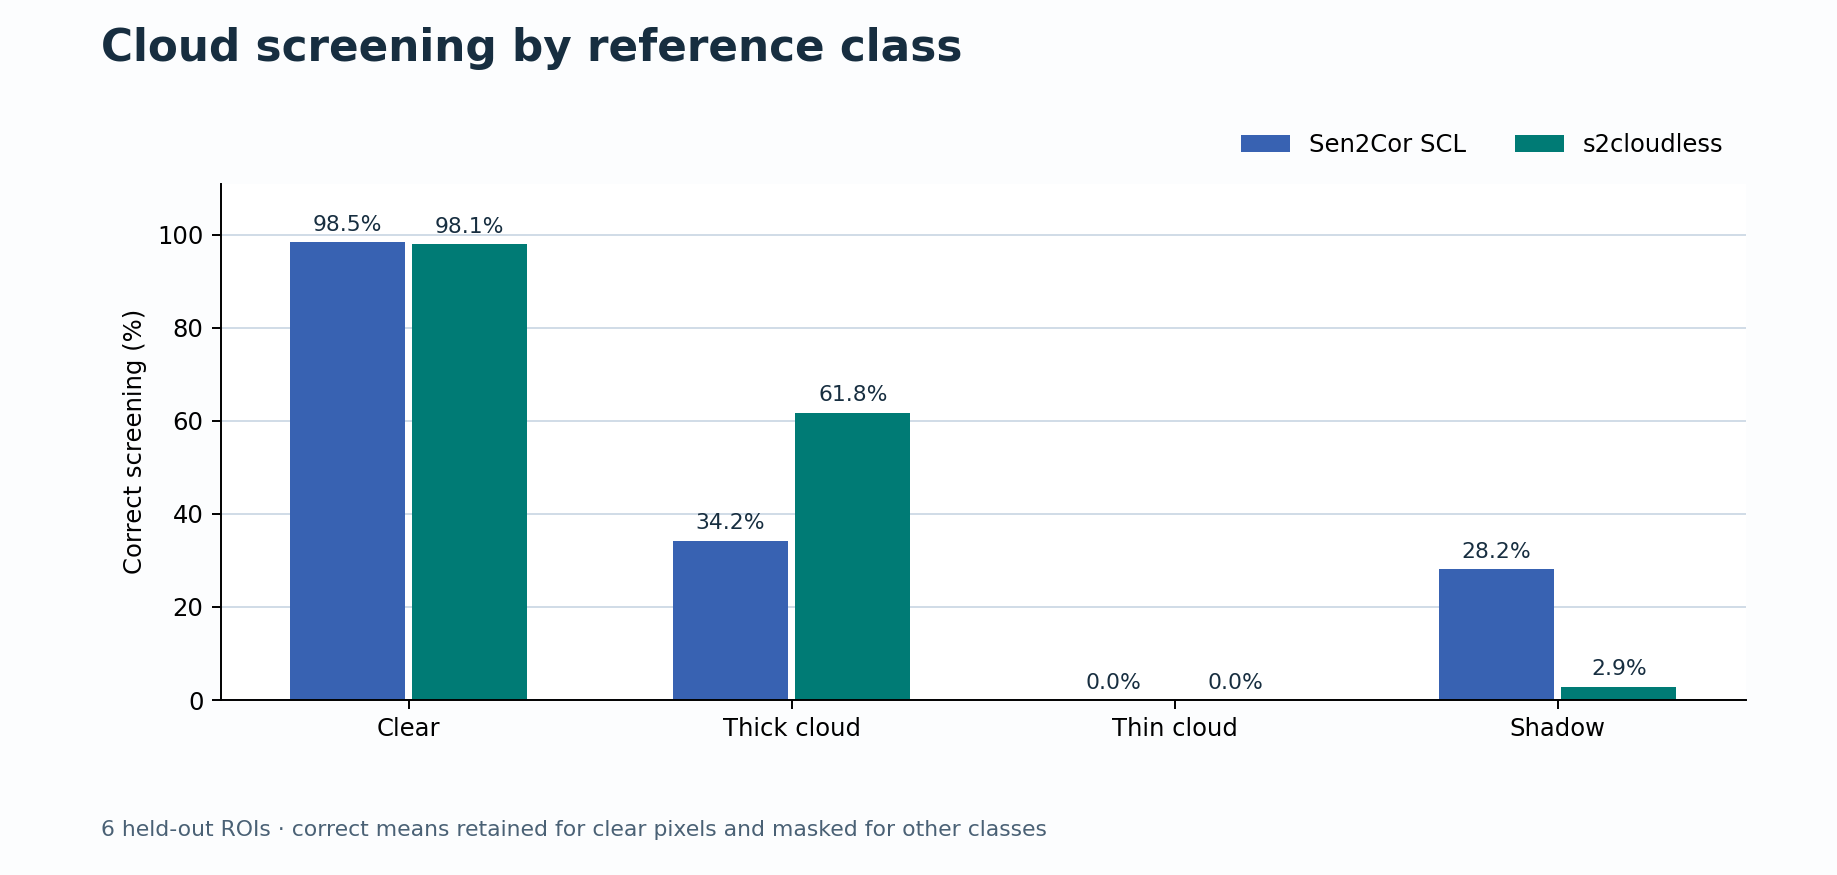 Cloud screening by reference class
Sen2Cor SCL
s2cloudless
Correct screening (%)
100
80
60
40
20
0
98.5%
98.1%
34.2%
61.8%
0.0%
0.0%
28.2%
2.9%
Clear
Thick cloud
Thin cloud
Shadow
6 held-out ROIs · correct means retained for clear pixels and masked for other classes